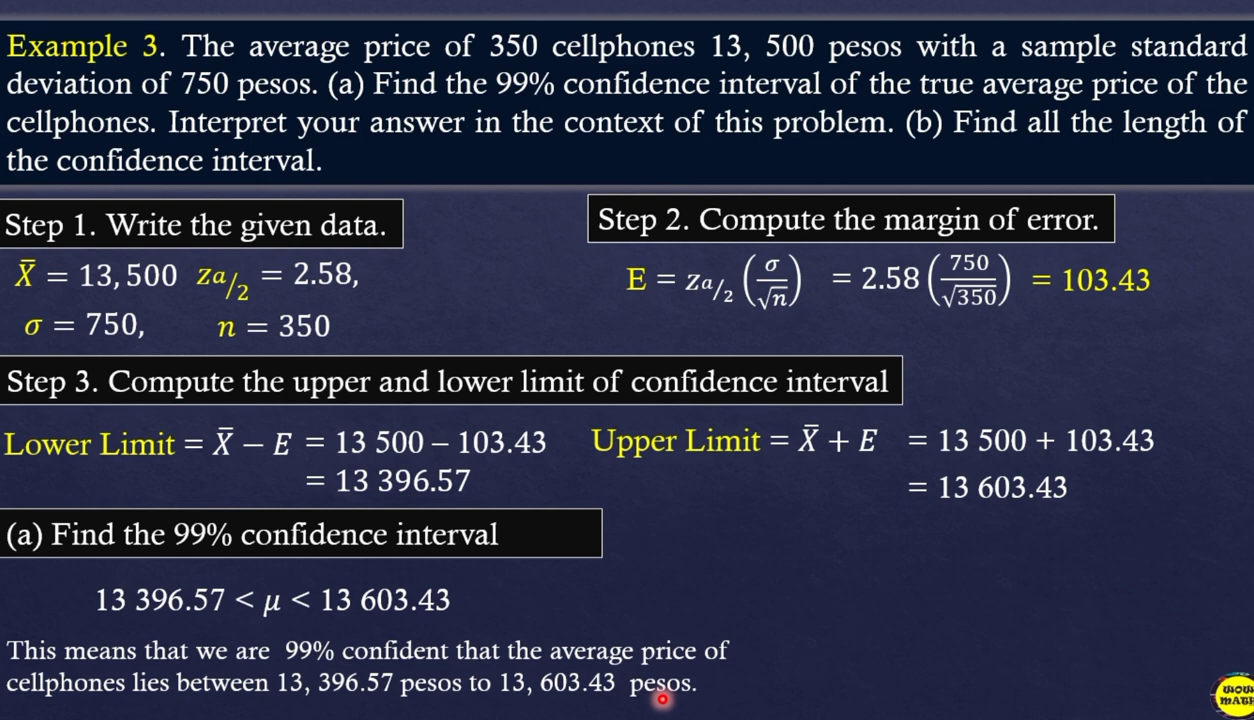 Example 3. The average price of 350 cellphones 13, 500 pesos with a sample standard
deviation of 750 pesos. (a) Find the 99% confidence interval of the true average price of the
cellphones. Interpret your answer in the context of this problem. (b) Find all the length of
the confidence interval.
Step 1. Write the given data.
X̄ = 13,500 za/2 = 2.58,
σ = 750, n = 350
Step 2. Compute the margin of error.
E = za/2 (σ/√n) = 2.58 (750/√350) = 103.43
Step 3. Compute the upper and lower limit of confidence interval
Lower Limit = X̄ − E = 13 500 – 103.43
= 13 396.57
Upper Limit = X̄ + E = 13 500 + 103.43
= 13 603.43
(a) Find the 99% confidence interval
13 396.57 < μ < 13 603.43
This means that we are 99% confident that the average price of
cellphones lies between 13, 396.57 pesos to 13, 603.43 pesos.
WOW
MATH